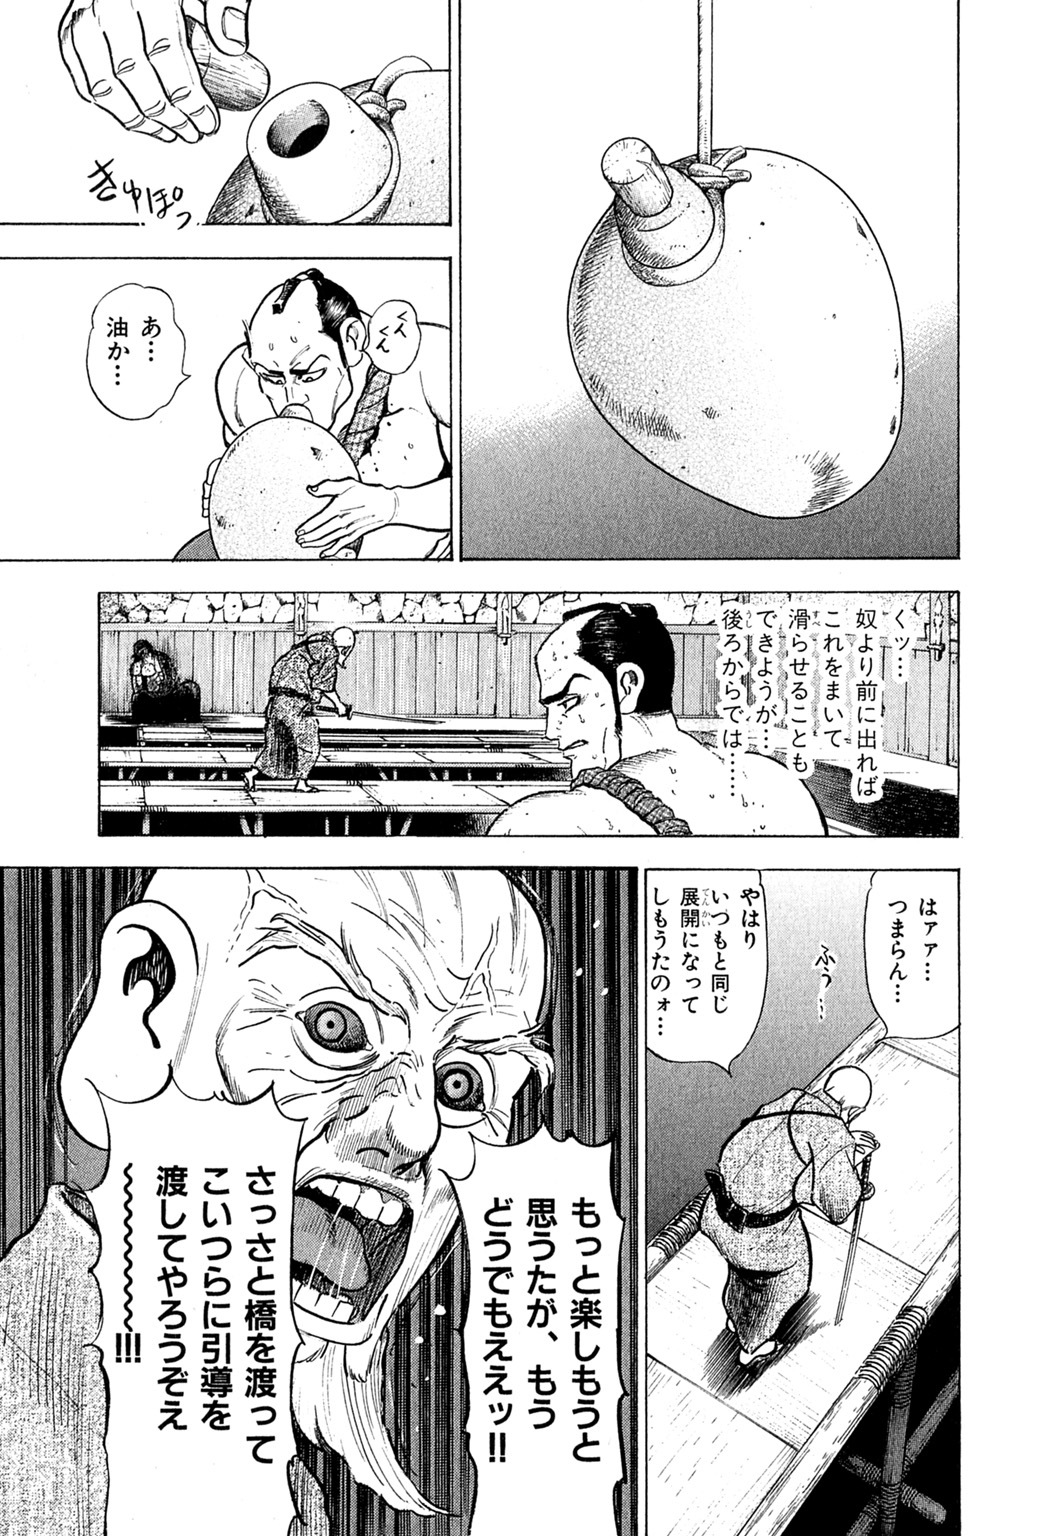 きゅぽっ
くん
くん
あ…
油か…
くッ…
奴より前に出れば
これをまいて
滑らせることも
できようが…
後ろからでは……
はァァ…
つまらん…
ふぅ…
やはり
いつもと同じ
展開になって
しもうたのォ…
もっと楽しもうと
思うたが、もう
どうでもええッ!!
さっさと橋を渡って
こいつらに引導を
渡してやろうぞえ
〜〜〜〜!!!